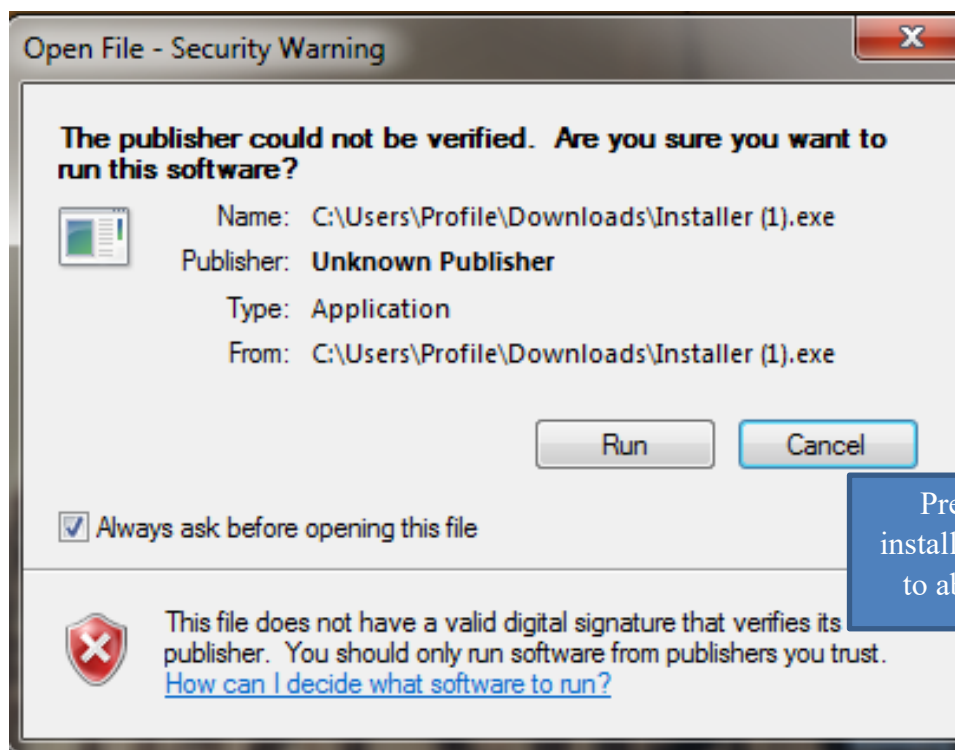 Open File - Security Warning
The publisher could not be verified. Are you sure you want to
run this software?
Name: C:\Users\Profile\Downloads\Installer (1).exe
Publisher: Unknown Publisher
Type: Application
From: C:\Users\Profile\Downloads\Installer (1).exe
Run Cancel
Always ask before opening this file
to
This file does not have a valid digital signature that verifies its
publisher. You should only run software from publishers you trust.
How can I decide what software to run?